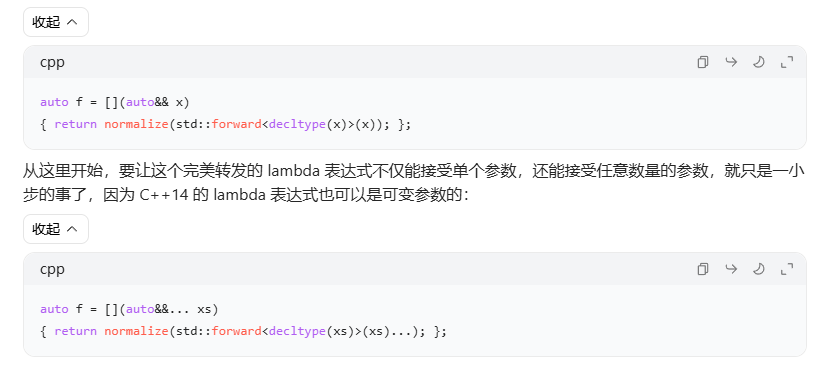 收起
cpp
auto f = [](auto&& x)
{ return normalize(std::forward<decltype(x)>(x)); };
从这里开始，要让这个完美转发的 lambda 表达式不仅能接受单个参数，还能接受任意数量的参数，就只是一小
步的事了，因为 C++14 的 lambda 表达式也可以是可变参数的：
收起
cpp
auto f = [](auto&&... xs)
{ return normalize(std::forward<decltype(xs)>(xs)...); };